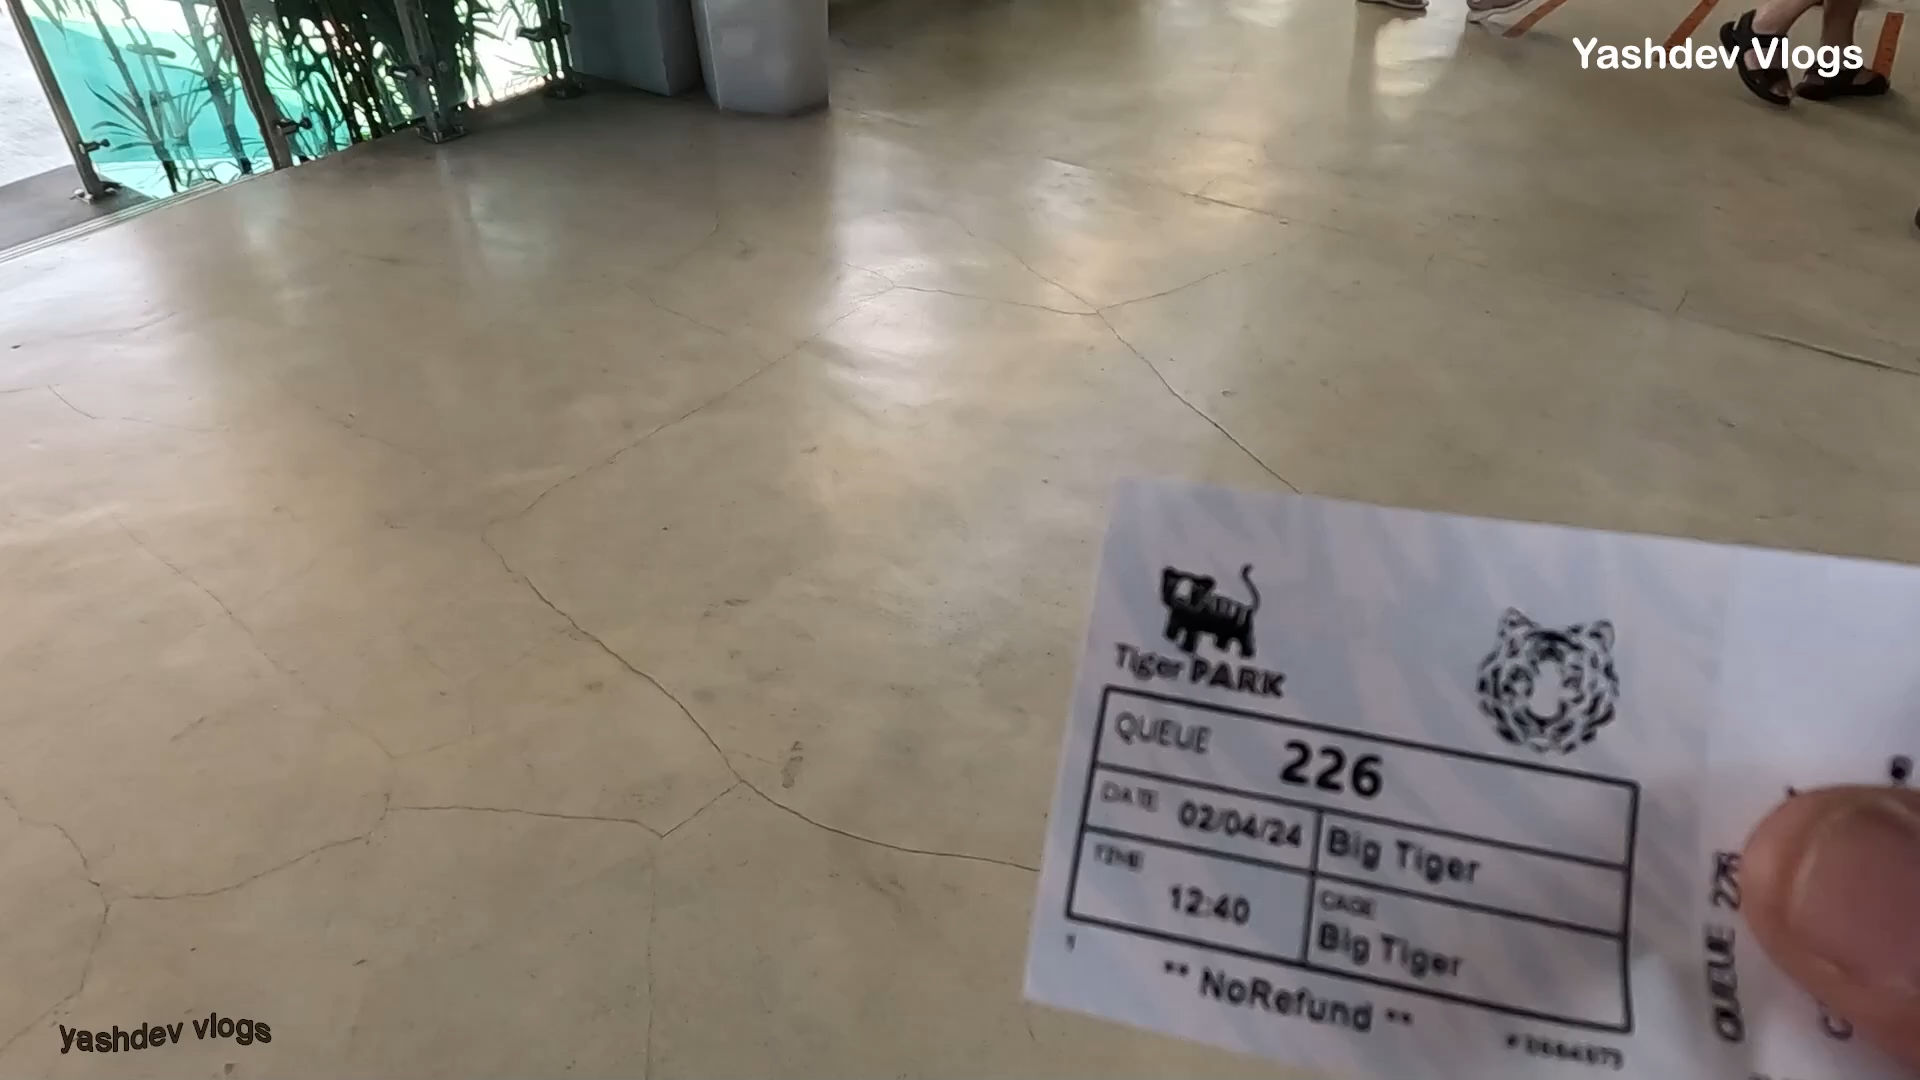 Yashdev Vlogs
Tiger PARK
QUEUE 226
DATE 02/04/24 Big Tiger
TIME 12:40
CAGE Big Tiger
** NoRefund **
QUEUE
yashdev vlogs